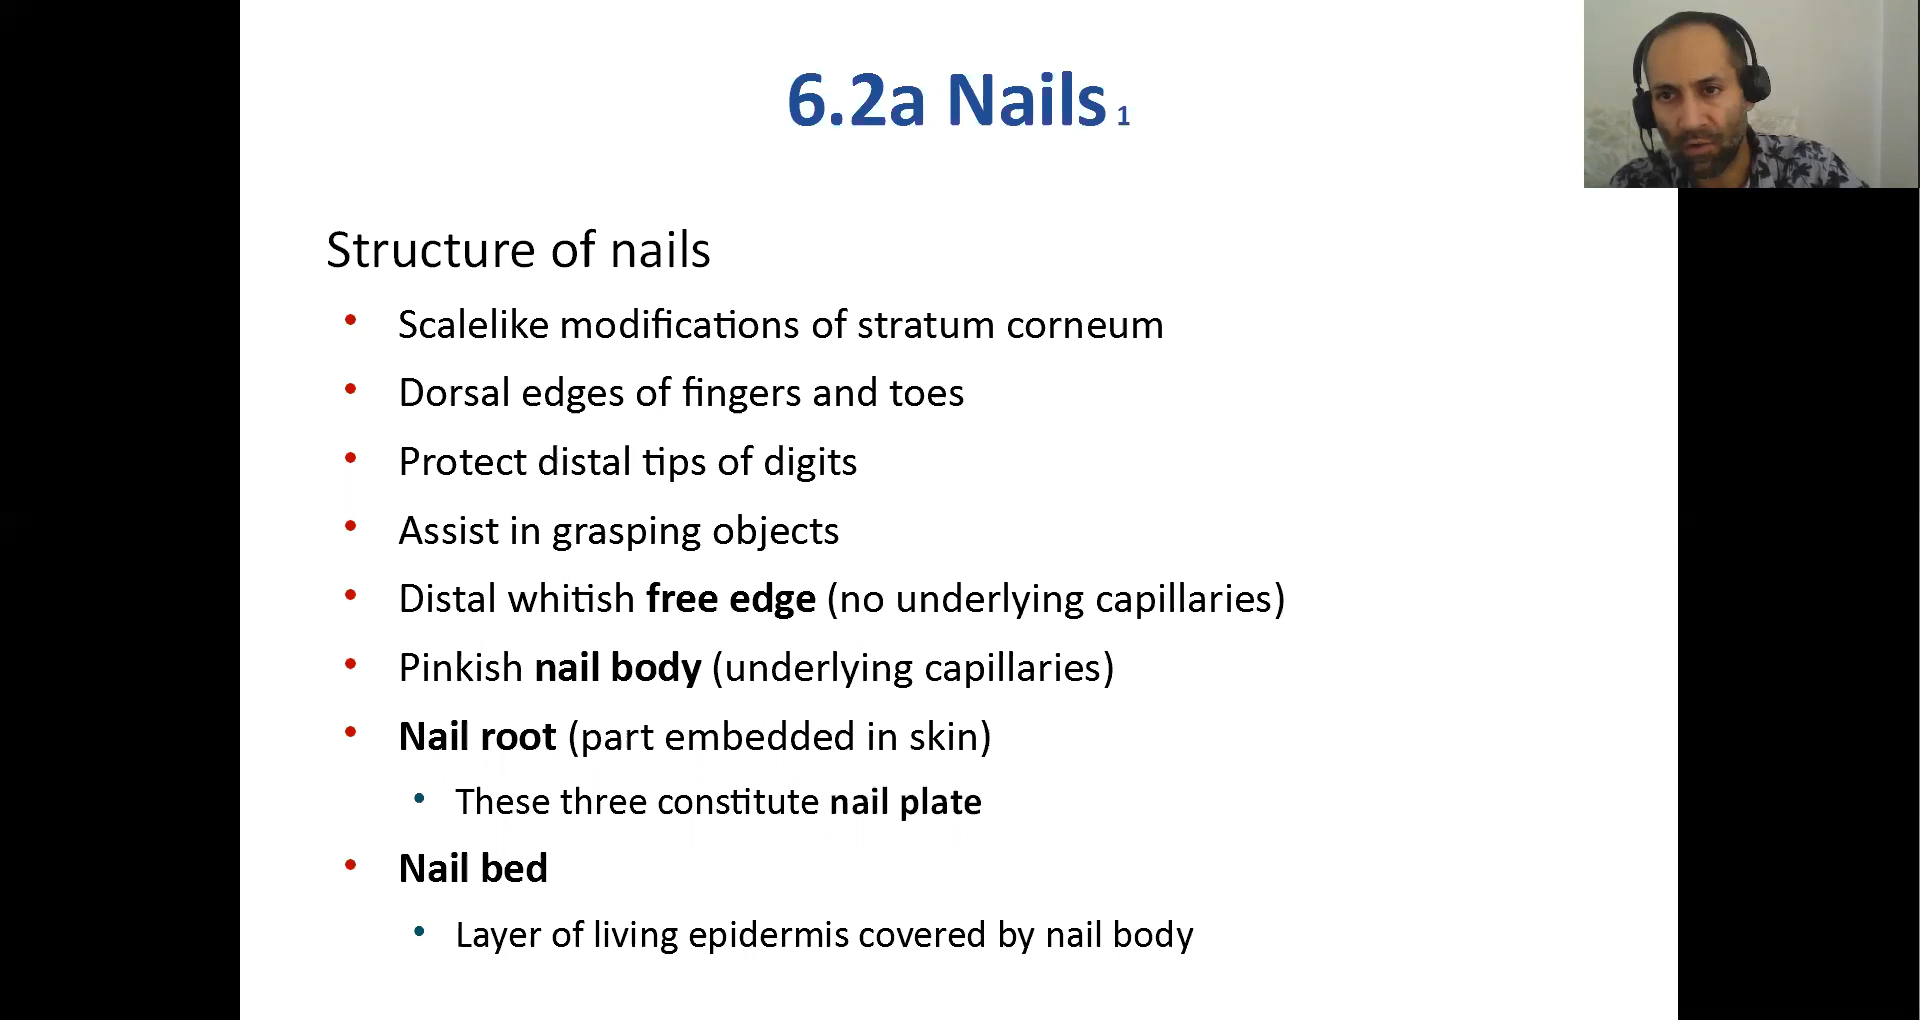 6.2a Nails 1
Structure of nails
• Scalelike modifications of stratum corneum
• Dorsal edges of fingers and toes
• Protect distal tips of digits
• Assist in grasping objects
• Distal whitish free edge (no underlying capillaries)
• Pinkish nail body (underlying capillaries)
• Nail root (part embedded in skin)
• These three constitute nail plate
• Nail bed
• Layer of living epidermis covered by nail body